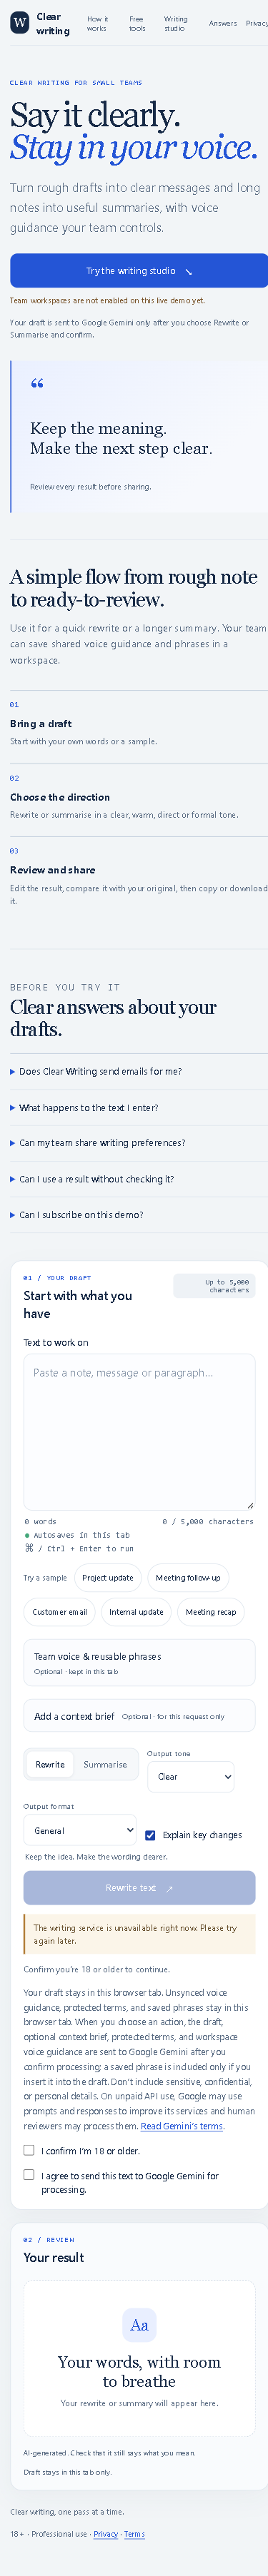 W
Clear writing
How it works
Free tools
Writing studio
Answers
Privacy
CLEAR WRITING FOR SMALL TEAMS
Say it clearly.
Stay in your voice.
Turn rough drafts into clear messages and long
notes into useful summaries, with voice
guidance your team controls.
Try the writing studio ↘
Team workspaces are not enabled on this live demo yet.
Your draft is sent to Google Gemini only after you choose Rewrite or
Summarise and confirm.
“
Keep the meaning.
Make the next step clear.
Review every result before sharing.
A simple flow from rough note
to ready-to-review.
Use it for a quick rewrite or a longer summary. Your team
can save shared voice guidance and phrases in a
workspace.
01
Bring a draft
Start with your own words or a sample.
02
Choose the direction
Rewrite or summarise in a clear, warm, direct or formal tone.
03
Review and share
Edit the result, compare it with your original, then copy or download
it.
BEFORE YOU TRY IT
Clear answers about your
drafts.
▶ Does Clear Writing send emails for me?
▶ What happens to the text I enter?
▶ Can my team share writing preferences?
▶ Can I use a result without checking it?
▶ Can I subscribe on this demo?
01 / YOUR DRAFT
Start with what you
have
Up to 5,000
characters
Text to work on
Paste a note, message or paragraph...
0 words
0 / 5,000 characters
Autosaves in this tab
⌘ / Ctrl + Enter to run
Try a sample
Project update
Meeting follow-up
Customer email
Internal update
Meeting recap
Team voice & reusable phrases
Optional · kept in this tab
Add a context brief Optional · for this request only
Rewrite
Summarise
Output tone
Clear
Output format
General
Explain key changes
Keep the idea. Make the wording clearer.
Rewrite text ↗
The writing service is unavailable right now. Please try
again later.
Confirm you're 18 or older to continue.
Your draft stays in this browser tab. Unsynced voice
guidance, protected terms, and saved phrases stay in this
browser tab. When you choose an action, the draft,
optional context brief, protected terms, and workspace
voice guidance are sent to Google Gemini after you
confirm processing; a saved phrase is included only if you
insert it into the draft. Don't include sensitive, confidential,
or personal details. On unpaid API use, Google may use
prompts and responses to improve its services and human
reviewers may process them. Read Gemini's terms.
I confirm I'm 18 or older.
I agree to send this text to Google Gemini for
processing.
02 / REVIEW
Your result
Aa
Your words, with room
to breathe
Your rewrite or summary will appear here.
AI-generated. Check that it still says what you mean.
Draft stays in this tab only.
Clear writing, one pass at a time.
18+ · Professional use · Privacy · Terms